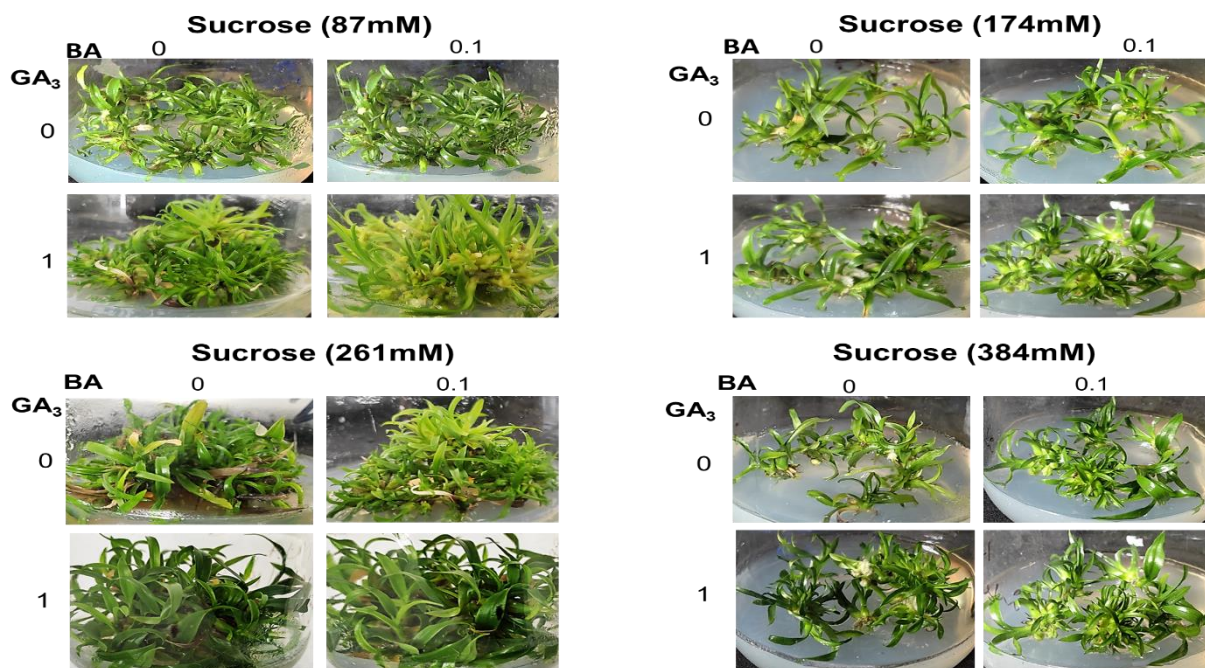 Sucrose (87mM)
BA 0 0.1
GA₃
0
1
Sucrose (174mM)
BA 0 0.1
GA₃
0
1
Sucrose (261mM)
BA 0 0.1
GA₃
0
1
Sucrose (384mM)
BA 0 0.1
GA₃
0
1